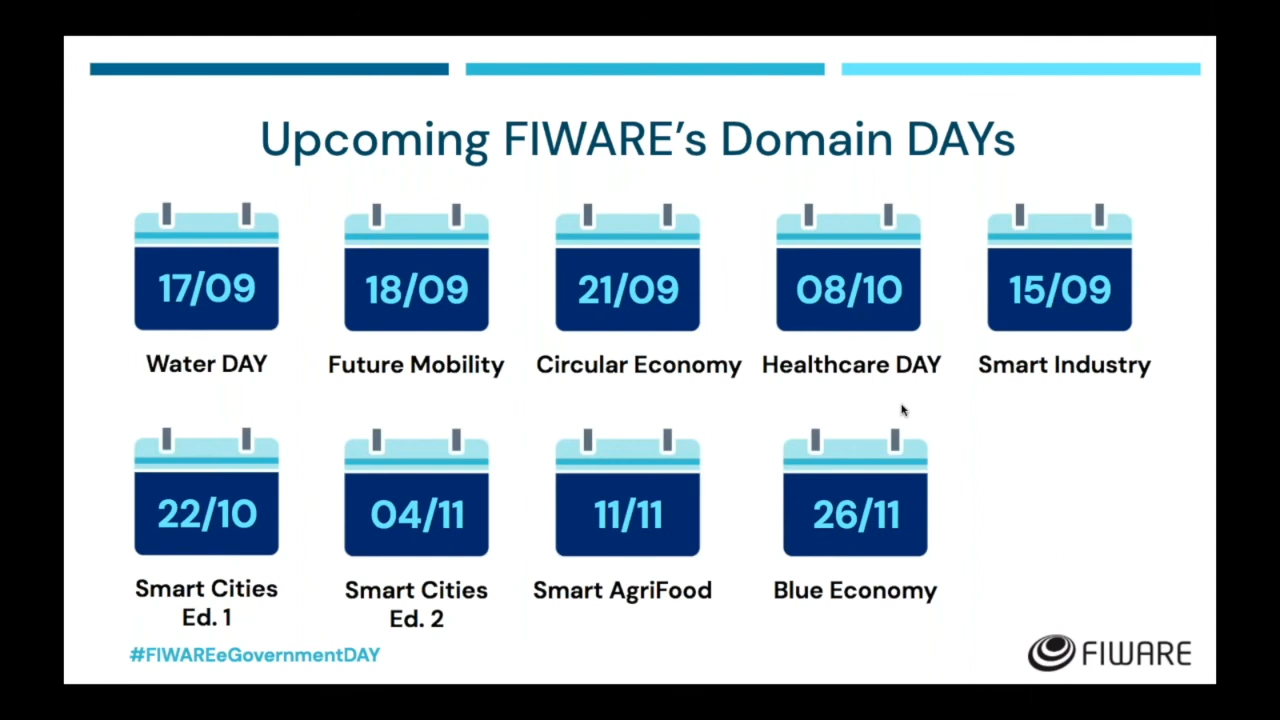 Upcoming FIWARE's Domain DAYs
17/09
18/09
21/09
08/10
15/09
Water DAY
Future Mobility
Circular Economy
Healthcare DAY
Smart Industry
22/10
04/11
11/11
26/11
Smart Cities
Ed. 1
Smart Cities
Ed. 2
Smart AgriFood
Blue Economy
#FIWAREeGovernmentDAY
FIWARE